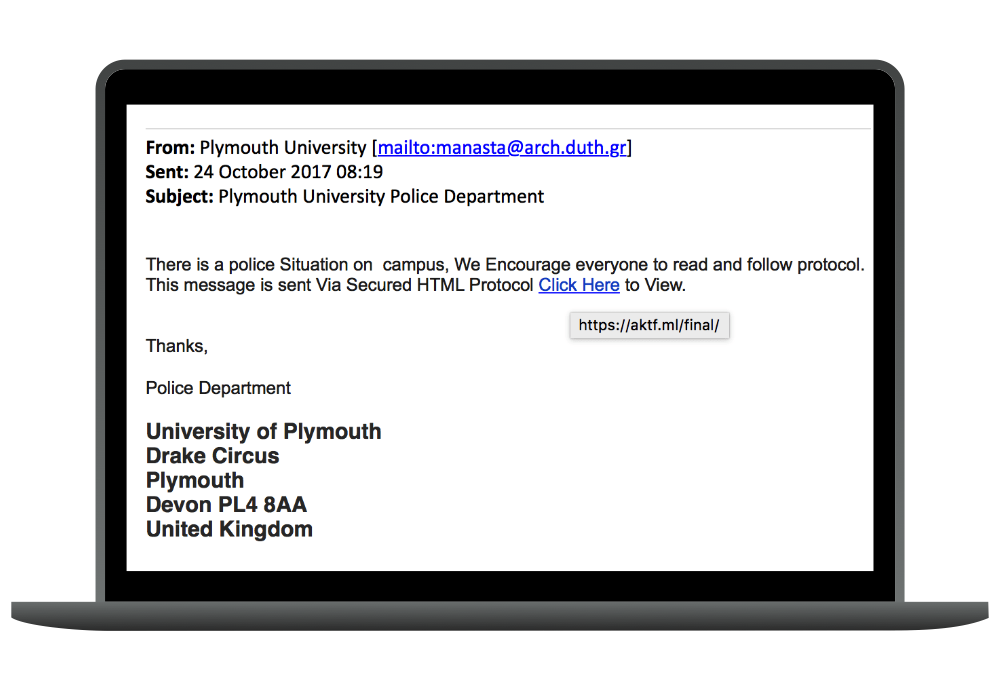 From: Plymouth University [mailto:manasta@arch.duth.gr]
Sent: 24 October 2017 08:19
Subject: Plymouth University Police Department
There is a police Situation on  campus, We Encourage everyone to read and follow protocol.
This message is sent Via Secured HTML Protocol Click Here to View.
https://aktf.ml/final/
Thanks,
Police Department
University of Plymouth
Drake Circus
Plymouth
Devon PL4 8AA
United Kingdom